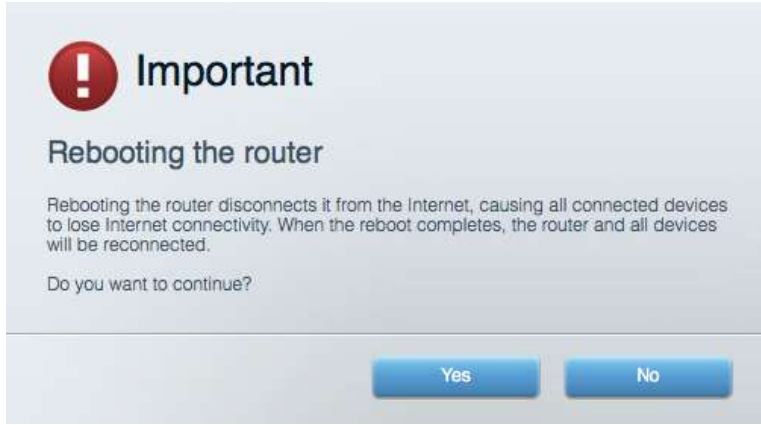 Important
Rebooting the router
Rebooting the router disconnects it from the Internet, causing all connected devices
to lose Internet connectivity. When the reboot completes, the router and all devices
will be reconnected.
Do you want to continue?
Yes No